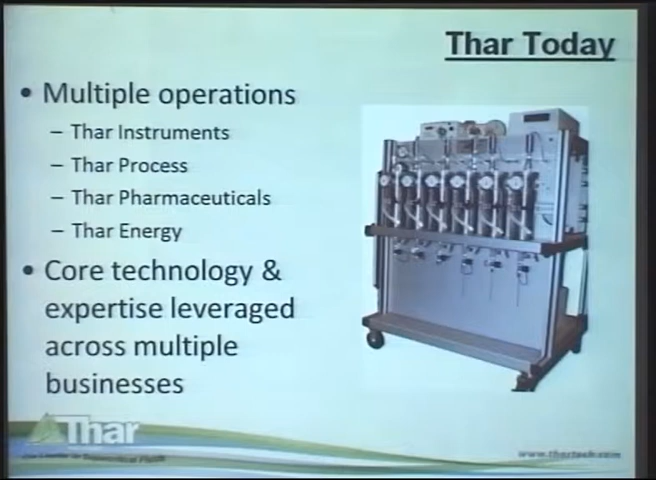 Thar Today
• Multiple operations
– Thar Instruments
– Thar Process
– Thar Pharmaceuticals
– Thar Energy
• Core technology &
expertise leveraged
across multiple
businesses
Thar
www.thartech.com